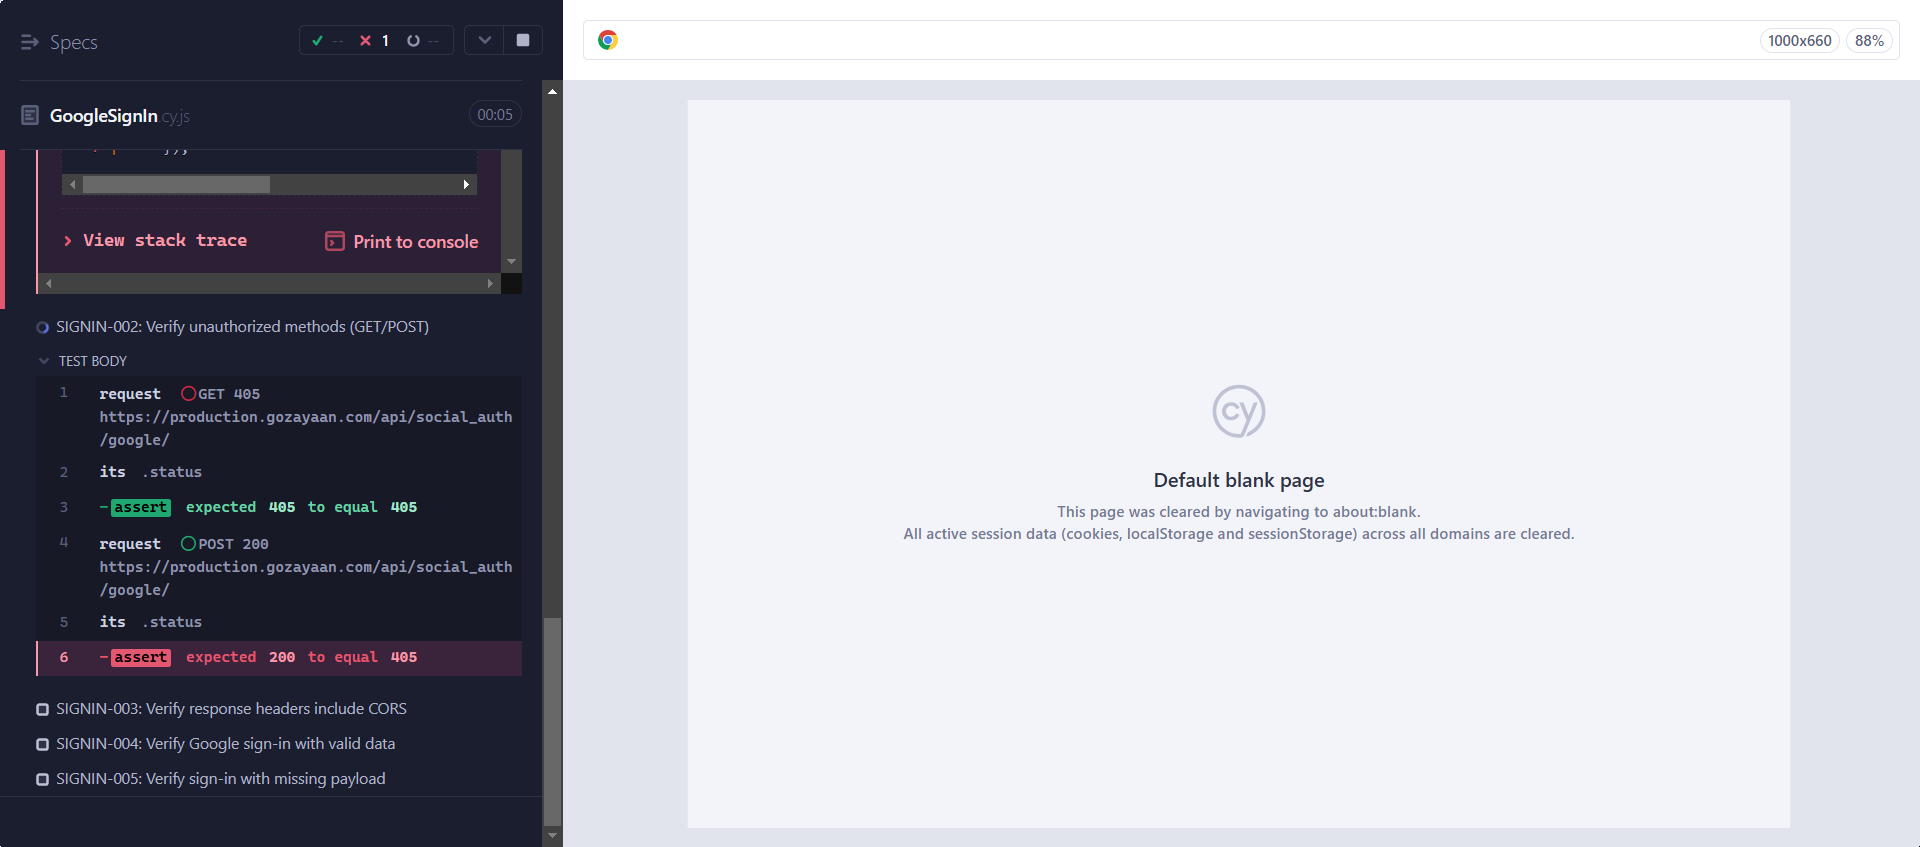 Specs
--
1
--
1000x660
88%
GoogleSignIn.cy.js
00:05
View stack trace
Print to console
SIGNIN-002: Verify unauthorized methods (GET/POST)
TEST BODY
1 request GET 405
https://production.gozayaan.com/api/social_auth
/google/
2 its .status
3 -assert expected 405 to equal 405
4 request POST 200
https://production.gozayaan.com/api/social_auth
/google/
5 its .status
6 -assert expected 200 to equal 405
SIGNIN-003: Verify response headers include CORS
SIGNIN-004: Verify Google sign-in with valid data
SIGNIN-005: Verify sign-in with missing payload
cy
Default blank page
This page was cleared by navigating to about:blank.
All active session data (cookies, localStorage and sessionStorage) across all domains are cleared.